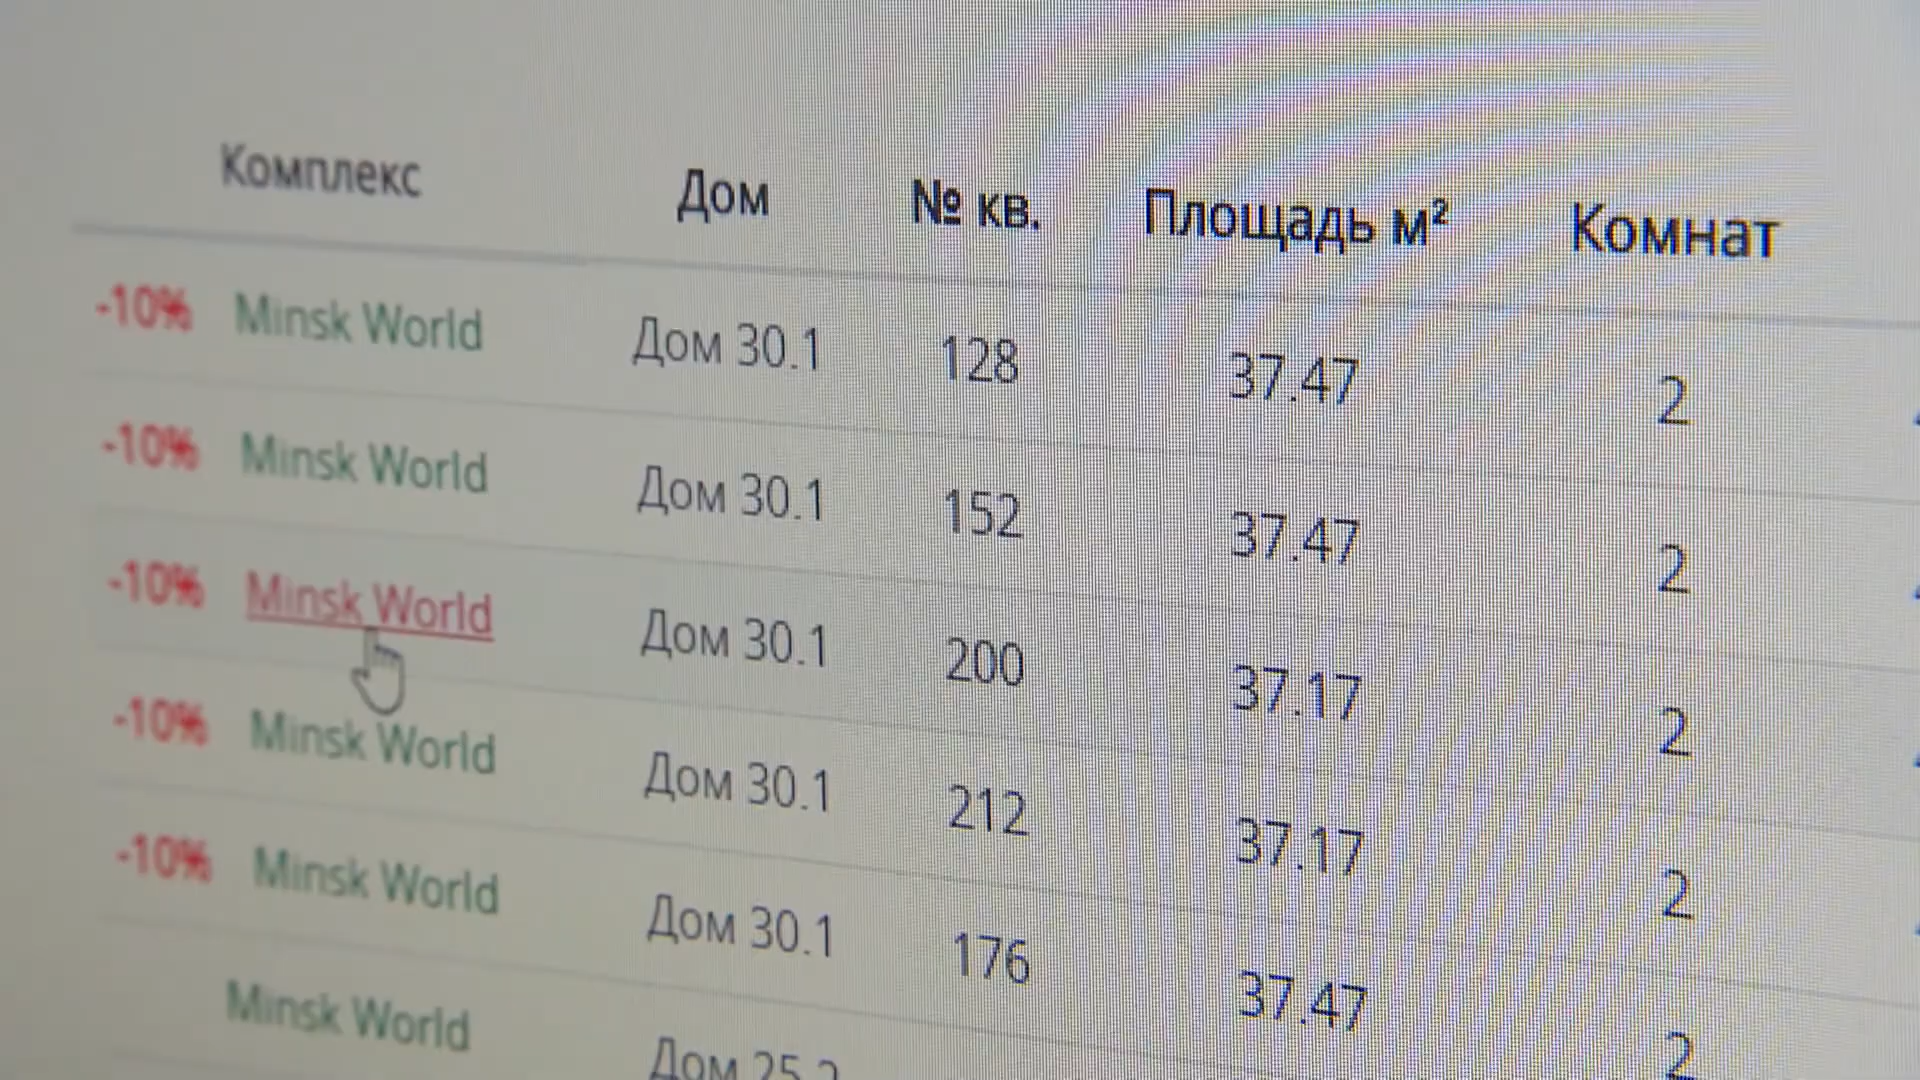 Комплекс Дом № кв. Площадь м² Комнат
-10% Minsk World Дом 30.1 128 37.47 2
-10% Minsk World Дом 30.1 152 37.47 2
-10% Minsk World Дом 30.1 200 37.17 2
-10% Minsk World Дом 30.1 212 37.17 2
-10% Minsk World Дом 30.1 176 37.47 2
Minsk World Дом 25.2